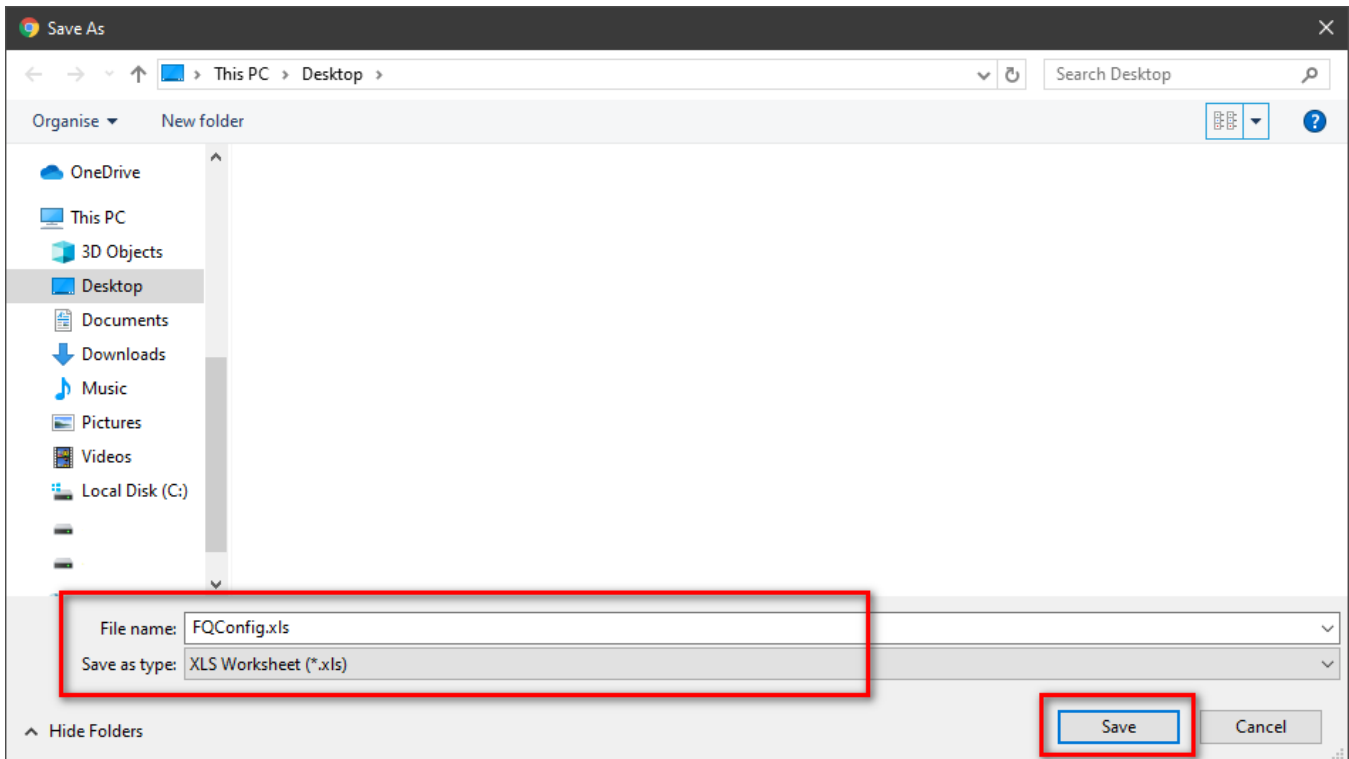 Save As
This PC > Desktop >
Search Desktop
Organise
New folder
OneDrive
This PC
3D Objects
Desktop
Documents
Downloads
Music
Pictures
Videos
Local Disk (C:)
File name: FQConfig.xls
Save as type: XLS Worksheet (*.xls)
Hide Folders
Save
Cancel